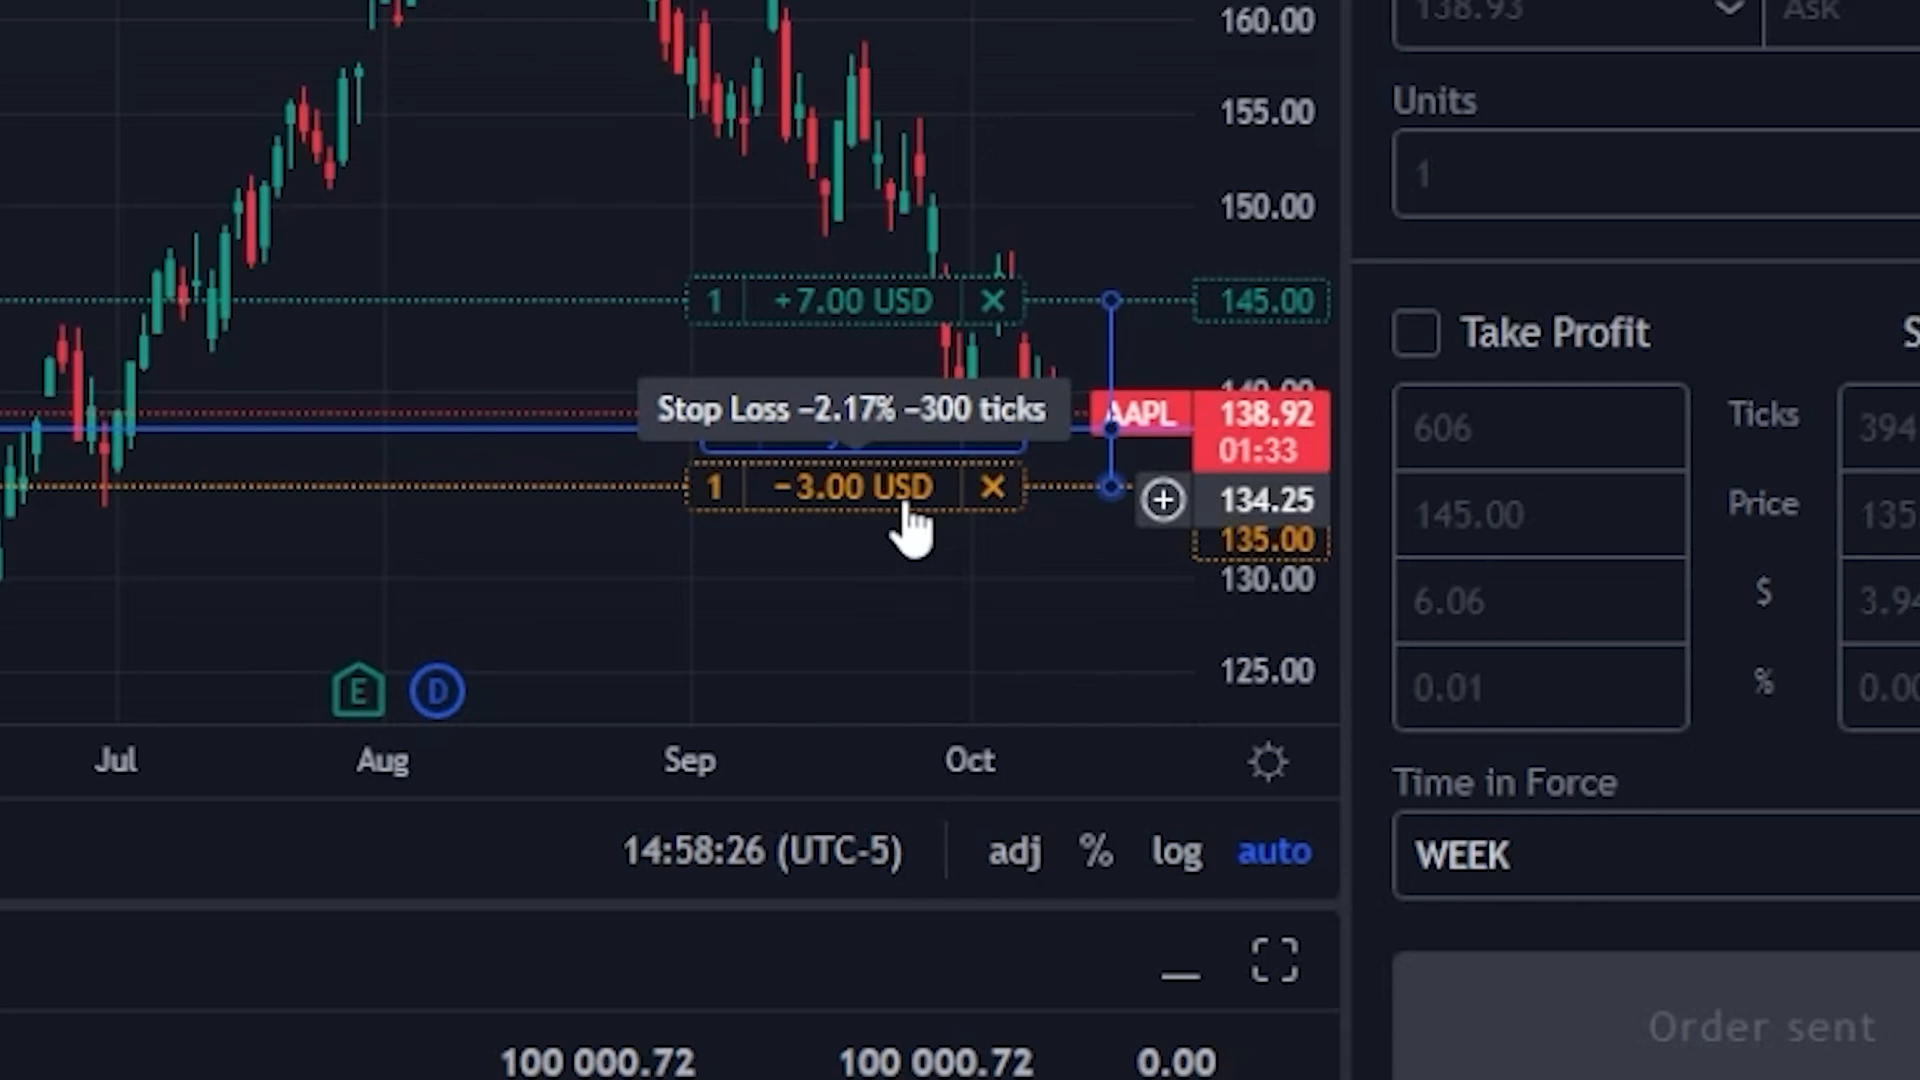 160.00
155.00
150.00
1 +7.00 USD ×
145.00
Stop Loss −2.17% −300 ticks
AAPL 138.92
01:33
1 −3.00 USD ×
134.25
135.00
130.00
125.00
E D
Jul Aug Sep Oct
14:58:26 (UTC-5) adj % log auto
100 000.72 100 000.72 0.00
138.93 Ask
Units
1
Take Profit S
606 Ticks 394
145.00 Price 135
6.06 $ 3.94
0.01 % 0.00
Time in Force
WEEK
Order sent